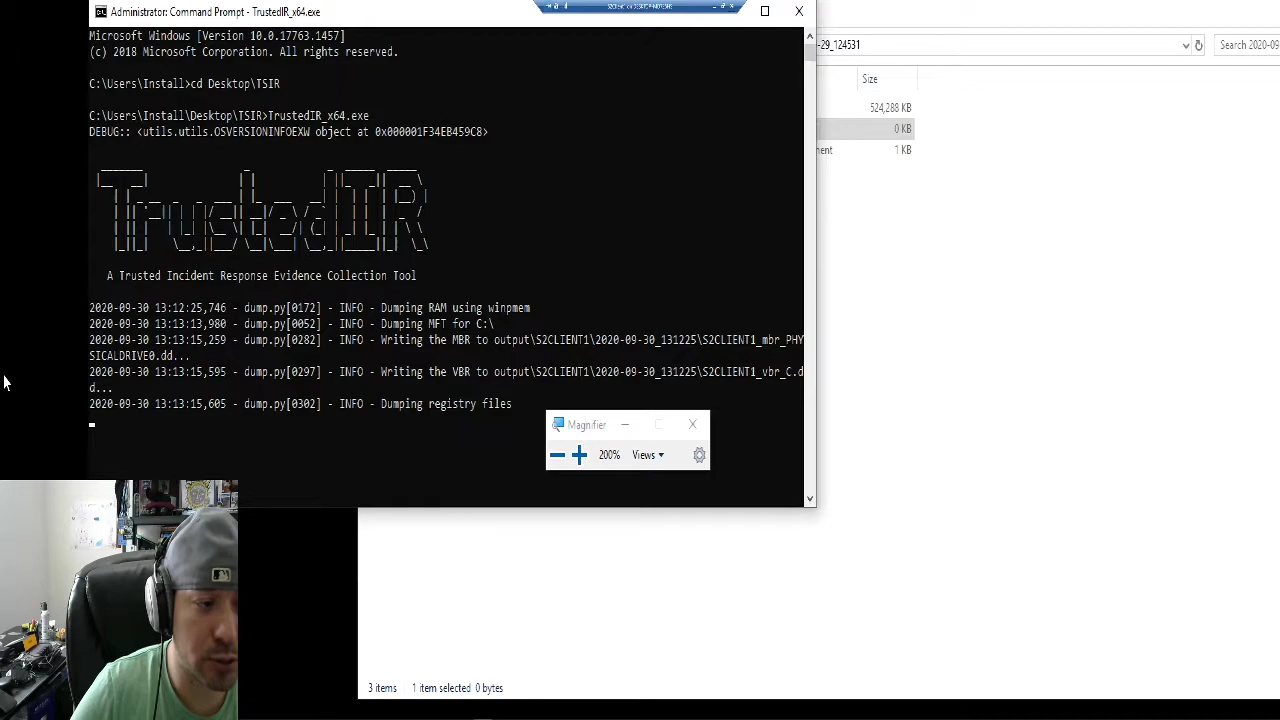 Administrator: Command Prompt - TrustedIR_x64.exe
Microsoft Windows [Version 10.0.17763.1457]
(c) 2018 Microsoft Corporation. All rights reserved.
C:\Users\Install>cd Desktop\TSIR
C:\Users\Install\Desktop\TSIR>TrustedIR_x64.exe
DEBUG:: <utils.utils.OSVERSIONINFOEXW object at 0x000001F34EB459C8>
TrustedIR
A Trusted Incident Response Evidence Collection Tool
2020-09-30 13:12:25,746 - dump.py[0172] - INFO - Dumping RAM using winpmem
2020-09-30 13:13:13,980 - dump.py[0052] - INFO - Dumping MFT for C:\
2020-09-30 13:13:15,259 - dump.py[0282] - INFO - Writing the MBR to output\S2CLIENT1\2020-09-30_131225\S2CLIENT1_mbr_PHY
SICALDRIVE0.dd...
2020-09-30 13:13:15,595 - dump.py[0297] - INFO - Writing the VBR to output\S2CLIENT1\2020-09-30_131225\S2CLIENT1_vbr_C.d
d...
2020-09-30 13:13:15,605 - dump.py[0302] - INFO - Dumping registry files
Magnifier
200%
Views
-29_124531
Search 2020-09
Size
524,288 KB
0 KB
ment
1 KB
3 items
1 item selected 0 bytes